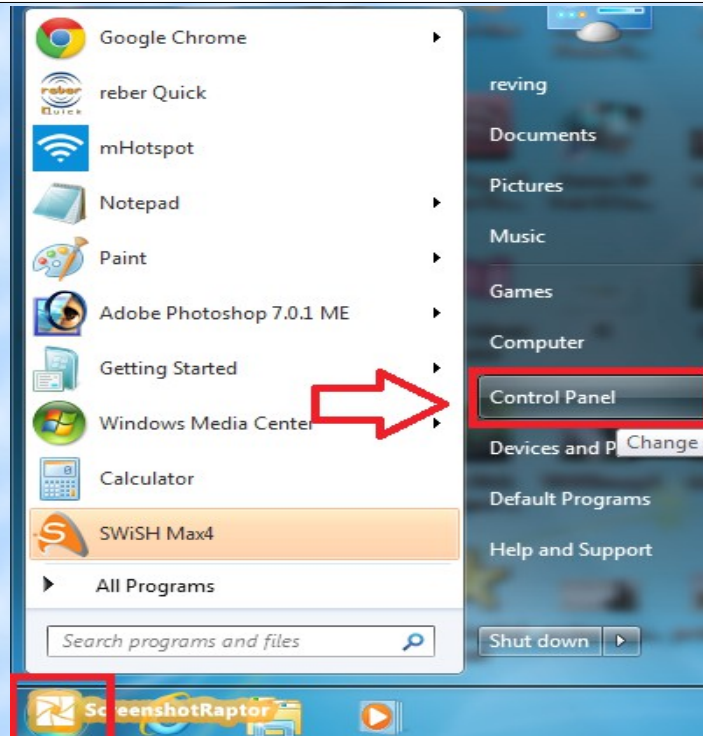 Google Chrome
reber Quick
mHotspot
Notepad
Paint
Adobe Photoshop 7.0.1 ME
Getting Started
Windows Media Center
Calculator
SWiSH Max4
All Programs
Search programs and files
reving
Documents
Pictures
Music
Games
Computer
Control Panel
Devices and P
Change
Default Programs
Help and Support
Shut down
ScreenshotRaptor
reber
Quick